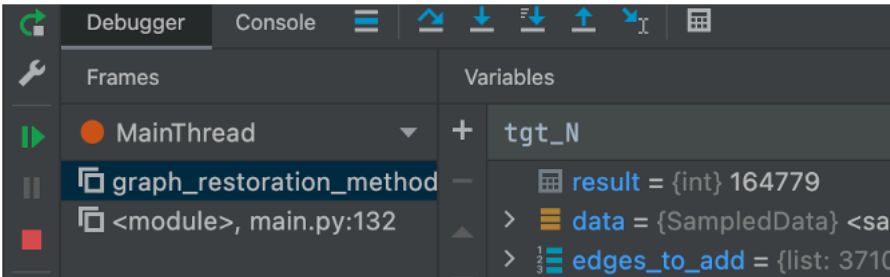 Debugger Console
Frames
Variables
MainThread
tgt_N
graph_restoration_method
<module>, main.py:132
result = {int} 164779
data = {SampledData} <sa
edges_to_add = {list: 3710